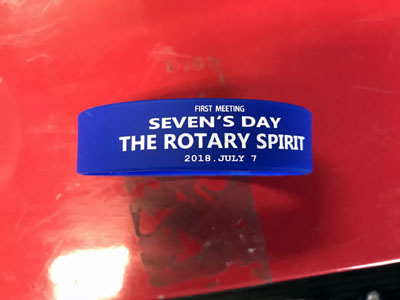 FIRST MEETING
SEVEN'S DAY
THE ROTARY SPIRIT
2018.JULY 7